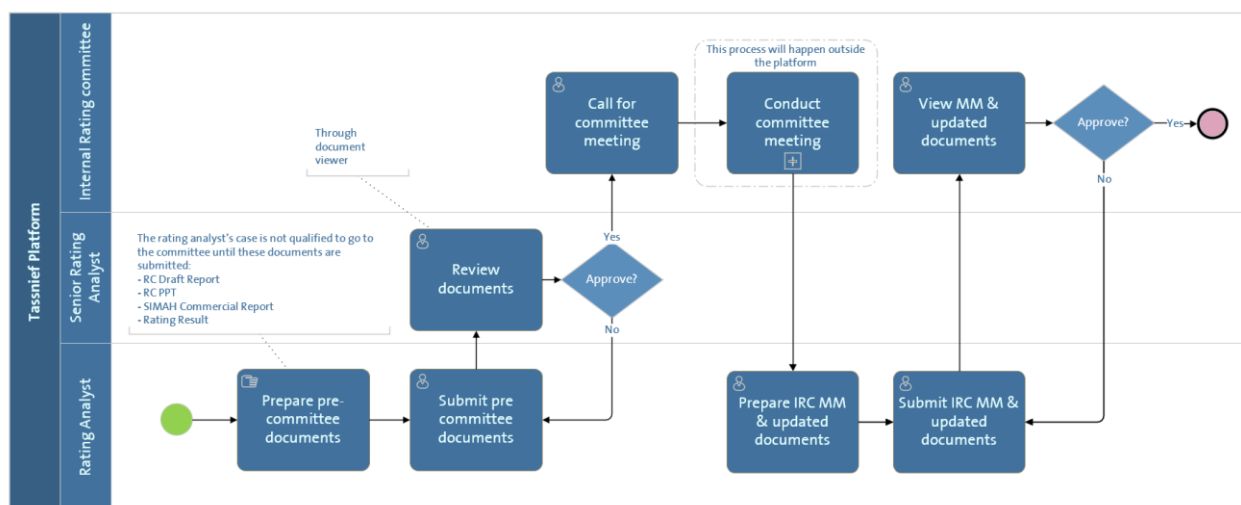 Tassnief Platform
Internal Rating committee
This process will happen outside
the platform
Call for
committee
meeting
Conduct
committee
meeting
View MM &
updated
documents
Approve?
Yes
No
Through
document
viewer
Senior Rating
Analyst
The rating analyst's case is not qualified to go to
the committee until these documents are
submitted:
- RC Draft Report
- RC PPT
- SIMAH Commercial Report
- Rating Result
Review
documents
Yes
Approve?
No
Rating Analyst
Prepare pre-
committee
documents
Submit pre
committee
documents
Prepare IRC MM
& updated
documents
Submit IRC MM &
updated
documents